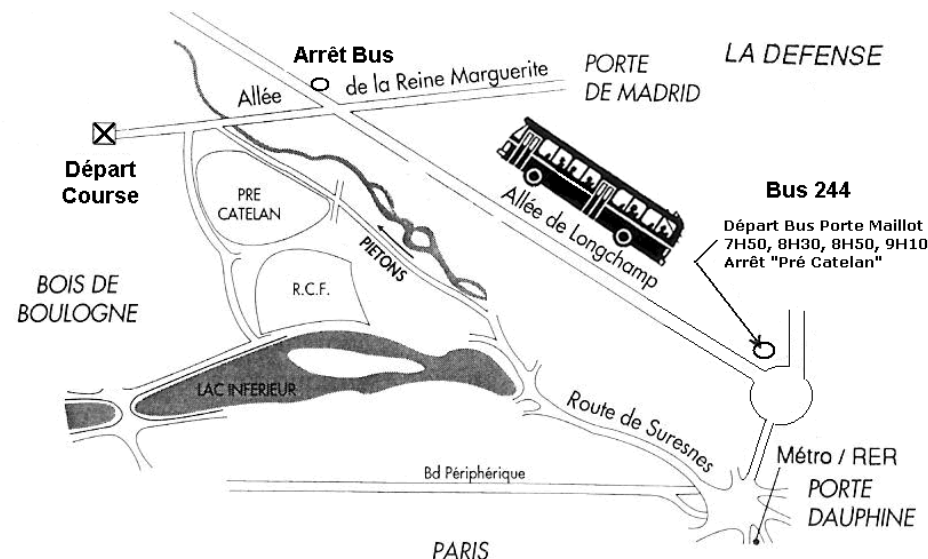 LA DEFENSE
Arrêt Bus
PORTE
DE MADRID
Allée de la Reine Marguerite
Départ
Course
PRE
CATELAN
Allée de Longchamp
Bus 244
Départ Bus Porte Maillot
7H50, 8H30, 8H50, 9H10
Arrêt "Pré Catelan"
PIETONS
BOIS DE
BOULOGNE
R.C.F.
LAC INFERIEUR
Route de Suresnes
Bd Périphérique
Métro / RER
PORTE
DAUPHINE
PARIS